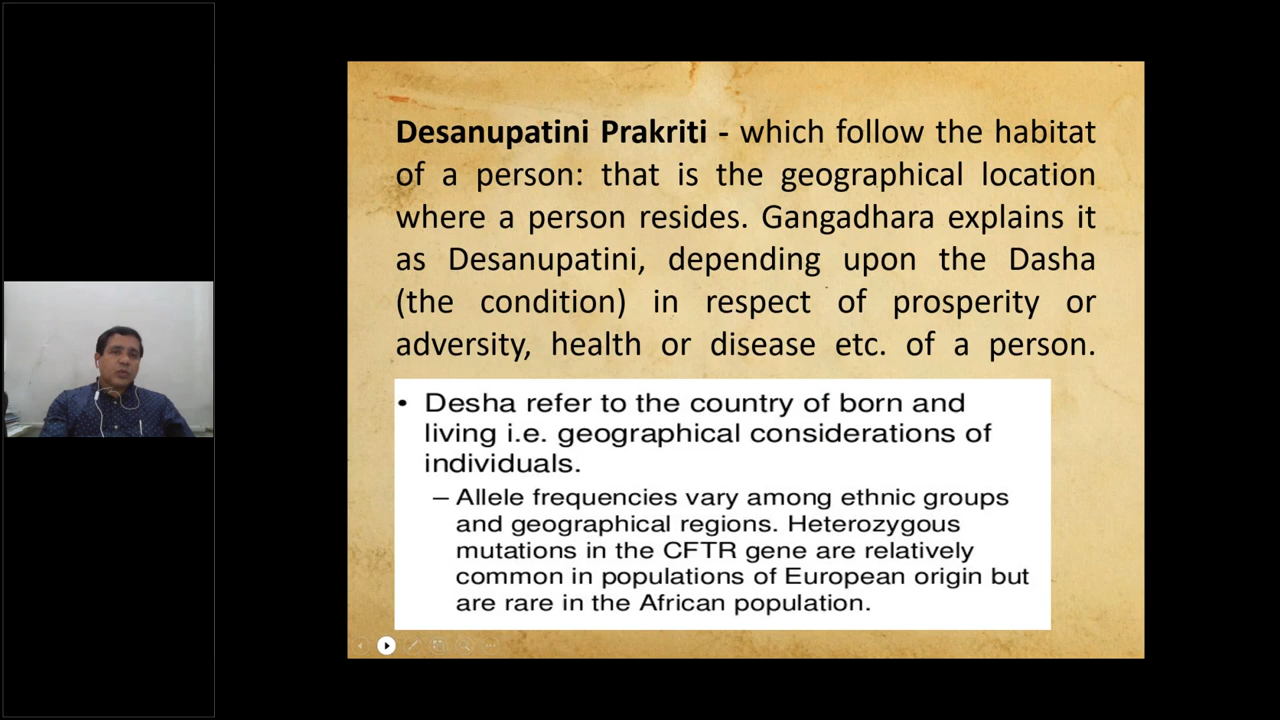 Desanupatini Prakriti - which follow the habitat
of a person: that is the geographical location
where a person resides. Gangadhara explains it
as Desanupatini, depending upon the Dasha
(the condition) in respect of prosperity or
adversity, health or disease etc. of a person.
• Desha refer to the country of born and
living i.e. geographical considerations of
individuals.
– Allele frequencies vary among ethnic groups
and geographical regions. Heterozygous
mutations in the CFTR gene are relatively
common in populations of European origin but
are rare in the African population.